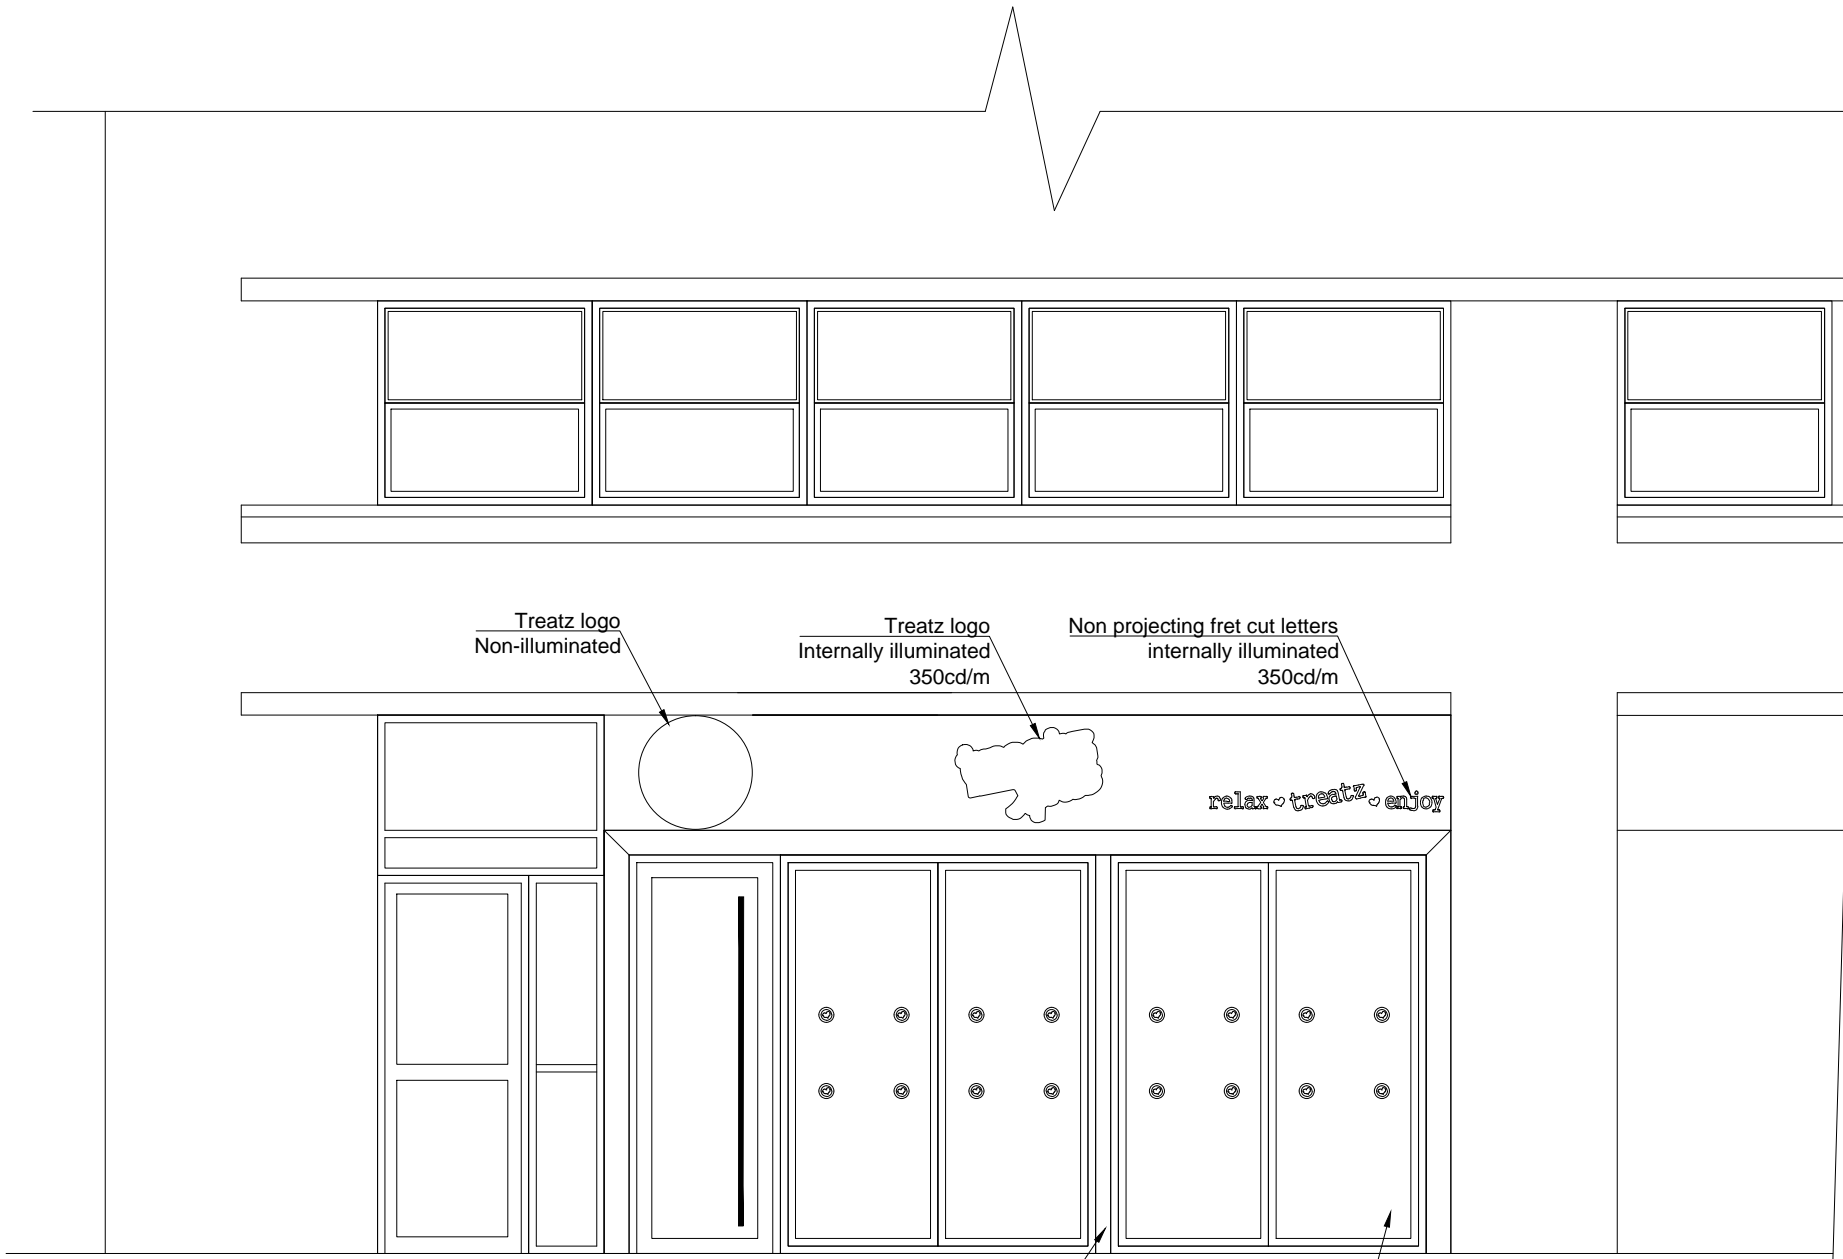 Treatz logo
Non-illuminated
Treatz logo
Internally illuminated
350cd/m
Non projecting fret cut letters
internally illuminated
350cd/m
relax treatz enjoy